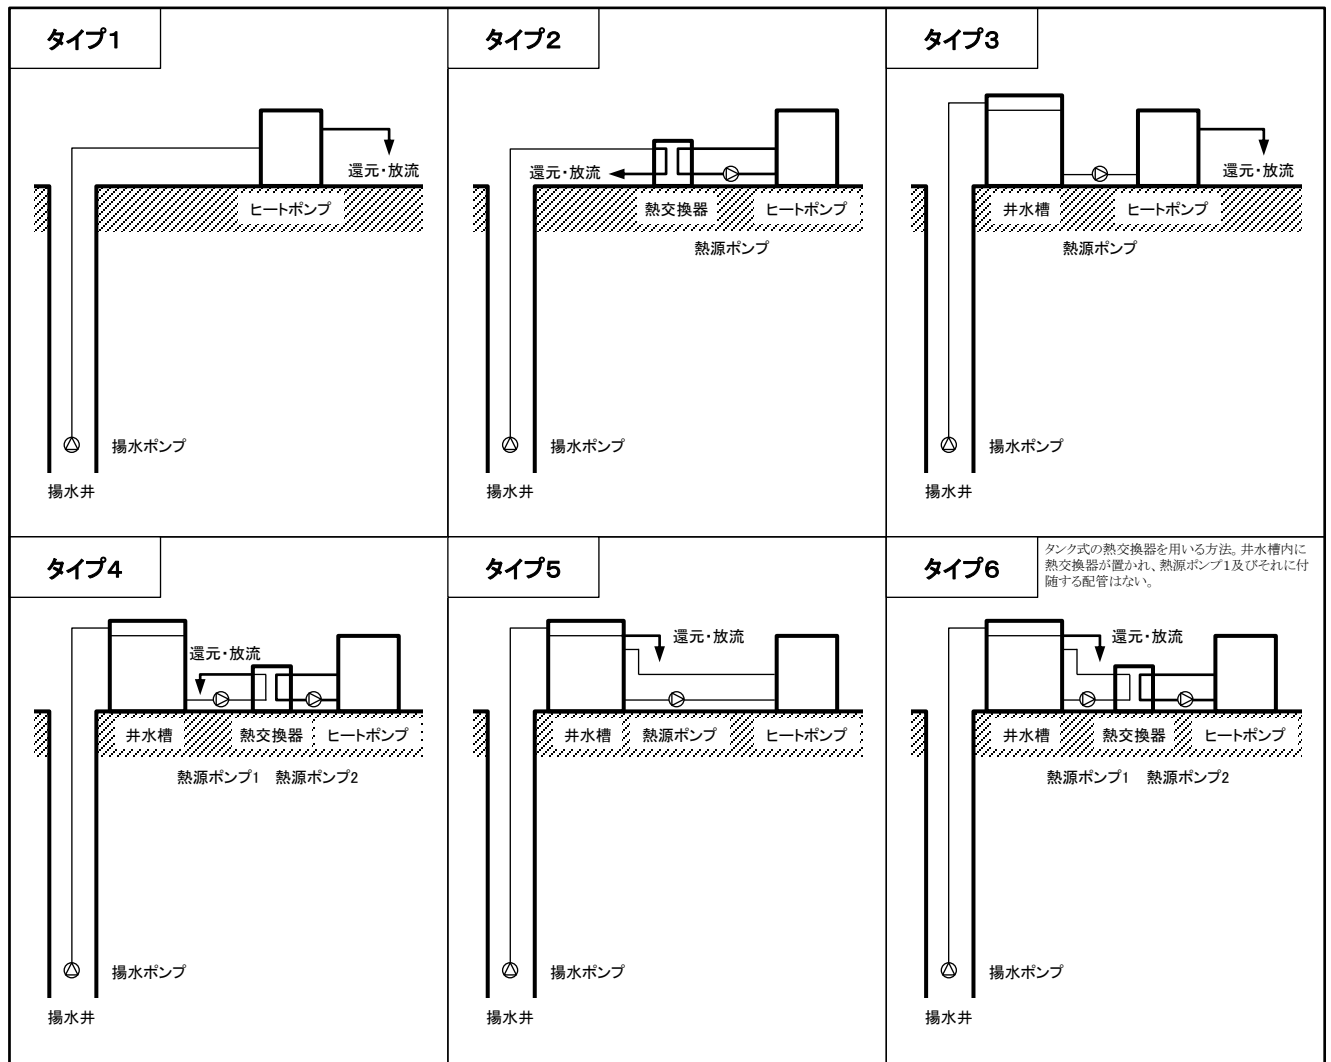 タイプ1
還元・放流
ヒートポンプ
揚水ポンプ
揚水井
タイプ2
還元・放流
熱交換器
ヒートポンプ
熱源ポンプ
揚水ポンプ
揚水井
タイプ3
還元・放流
井水槽
ヒートポンプ
熱源ポンプ
揚水ポンプ
揚水井
タイプ4
還元・放流
井水槽
熱交換器
ヒートポンプ
熱源ポンプ1
熱源ポンプ2
揚水ポンプ
揚水井
タイプ5
還元・放流
井水槽
熱源ポンプ
ヒートポンプ
揚水ポンプ
揚水井
タイプ6
タンク式の熱交換器を用いる方法。井水槽内に
熱交換器が置かれ、熱源ポンプ1及びそれに付
随する配管はない。
還元・放流
井水槽
熱交換器
ヒートポンプ
熱源ポンプ1
熱源ポンプ2
揚水ポンプ
揚水井